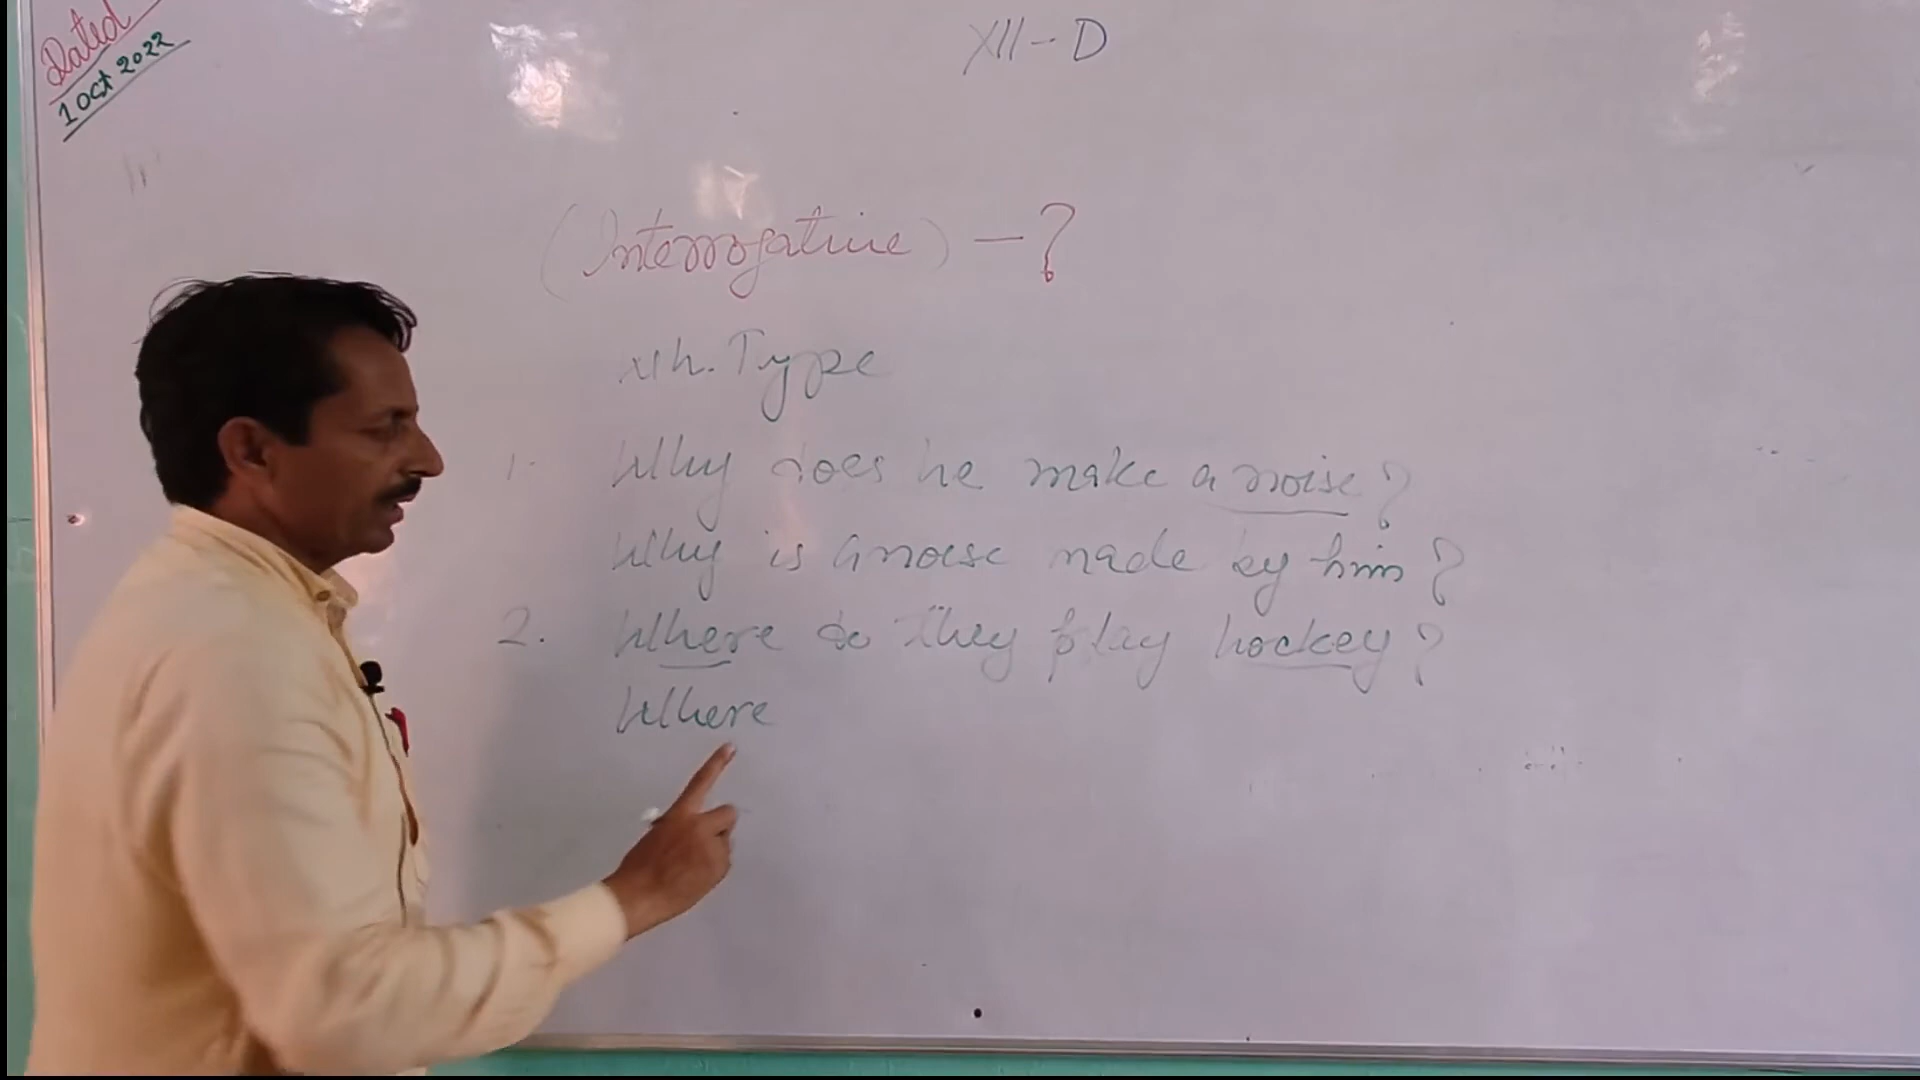 Dated
1 Oct 2022
XII - D
(Interrogative) - ?
Wh. Type
1. Why does he make a noise?
Why is a noise made by him?
2. Where do they play hockey?
Where